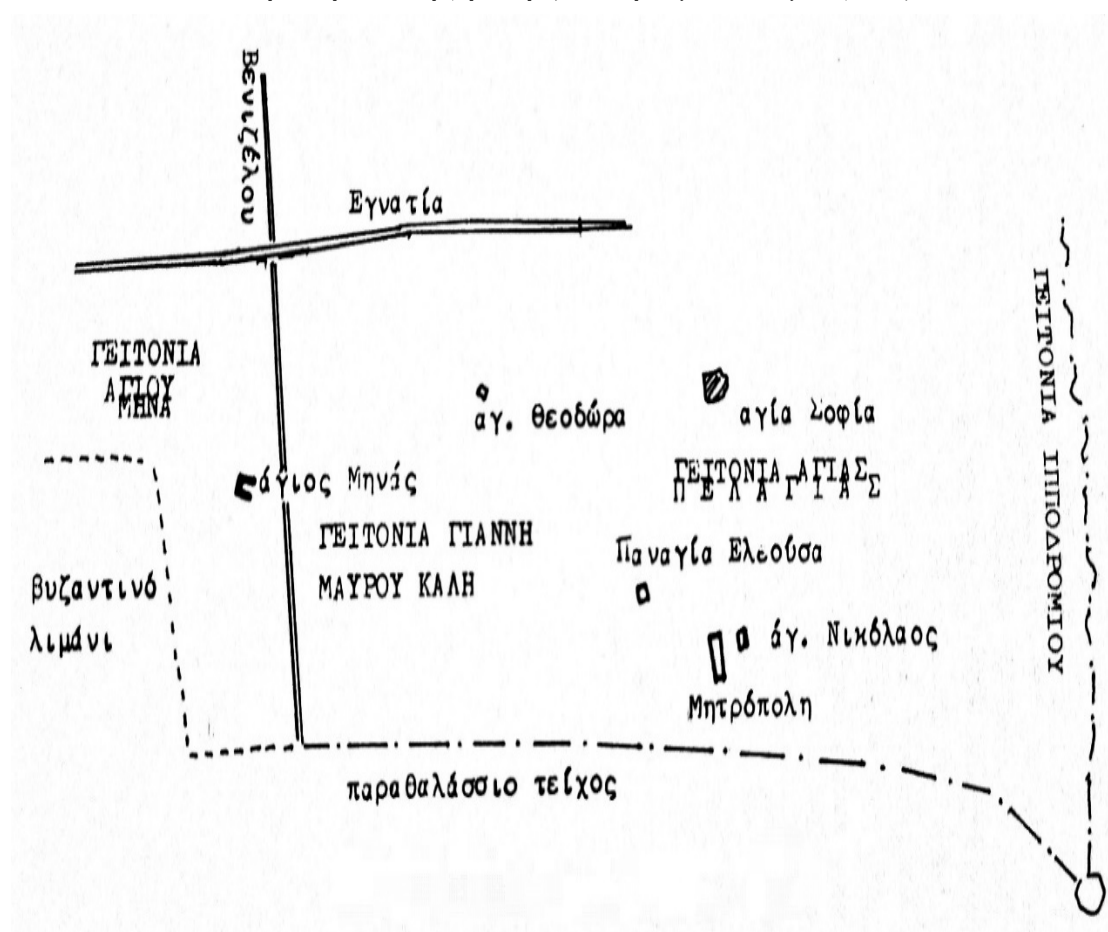 Βενιζέλου
Εγνατία
ΓΕΙΤΟΝΙΑ
ΑΓΙΟΥ
ΜΗΝΑ
άγ. Θεοδώρα
αγία Σοφία
ΓΕΙΤΟΝΙΑ ΙΠΠΟΔΡΟΜΙΟΥ
άγιος Μηνάς
ΓΕΙΤΟΝΙΑ ΑΓΙΑΣ
ΠΕΛΑΓΙΑΣ
ΓΕΙΤΟΝΙΑ ΓΙΑΝΝΗ
ΜΑΥΡΟΥ ΚΑΛΗ
Παναγία Ελεούσα
βυζαντινό
λιμάνι
άγ. Νικόλαος
Μητρόπολη
παραθαλάσσιο τείχος